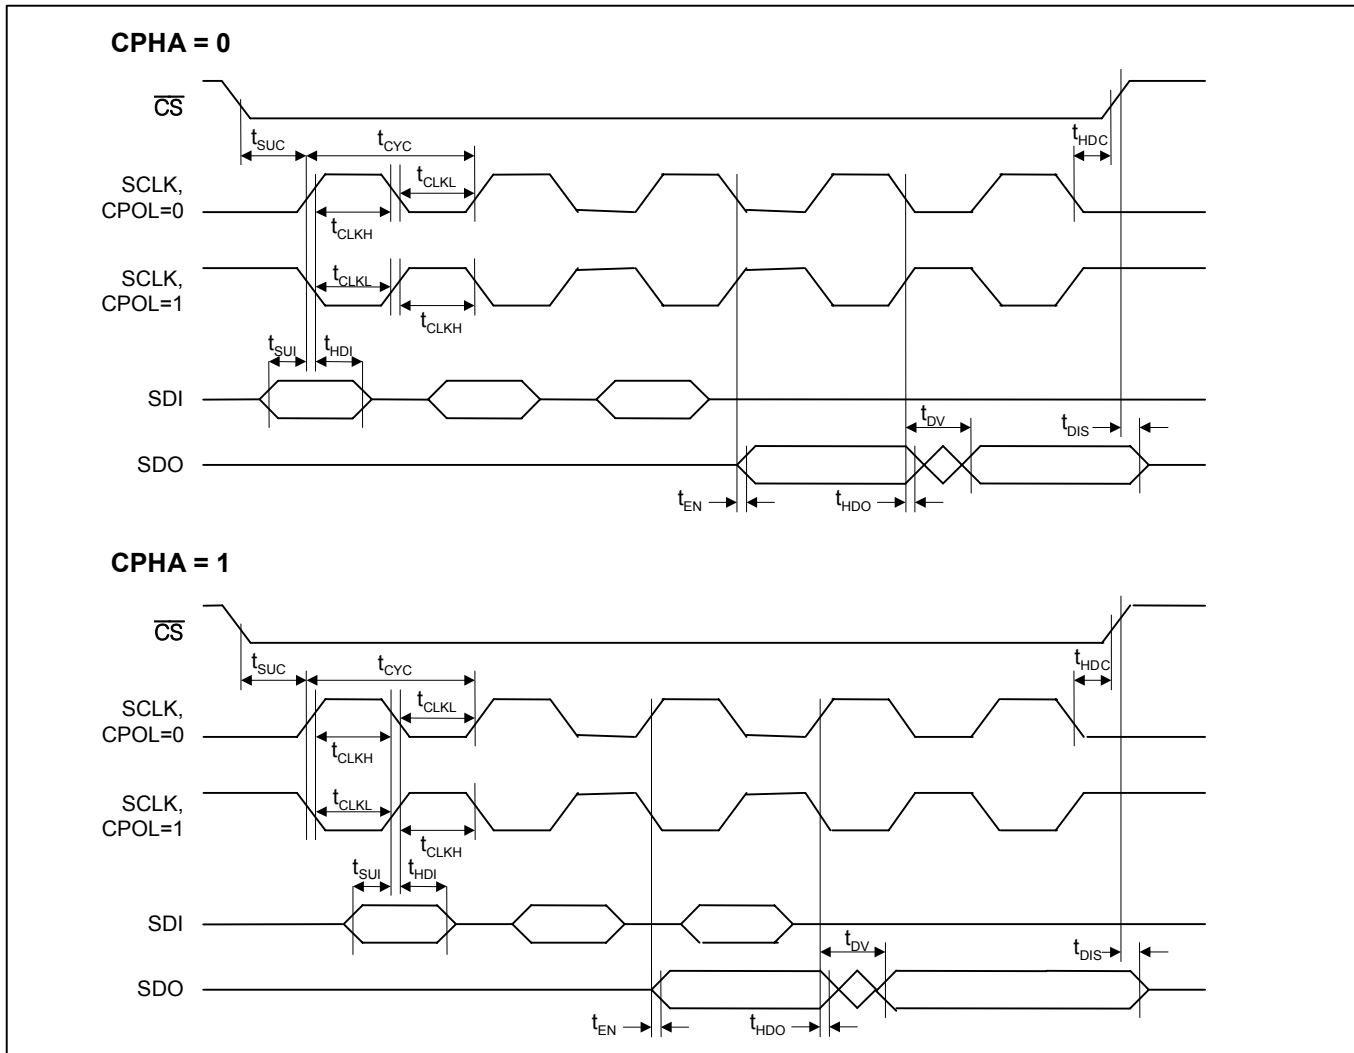 CPHA = 0
CS
tSUC
tCYC
tHDC
SCLK,
CPOL=0
tCLKL
tCLKH
SCLK,
CPOL=1
tCLKL
tCLKH
tSUI
tHDI
SDI
tDV
tDIS
SDO
tEN
tHDO
CPHA = 1
CS
tSUC
tCYC
tHDC
SCLK,
CPOL=0
tCLKL
tCLKH
SCLK,
CPOL=1
tCLKL
tCLKH
tSUI
tHDI
SDI
tDV
tDIS
SDO
tEN
tHDO